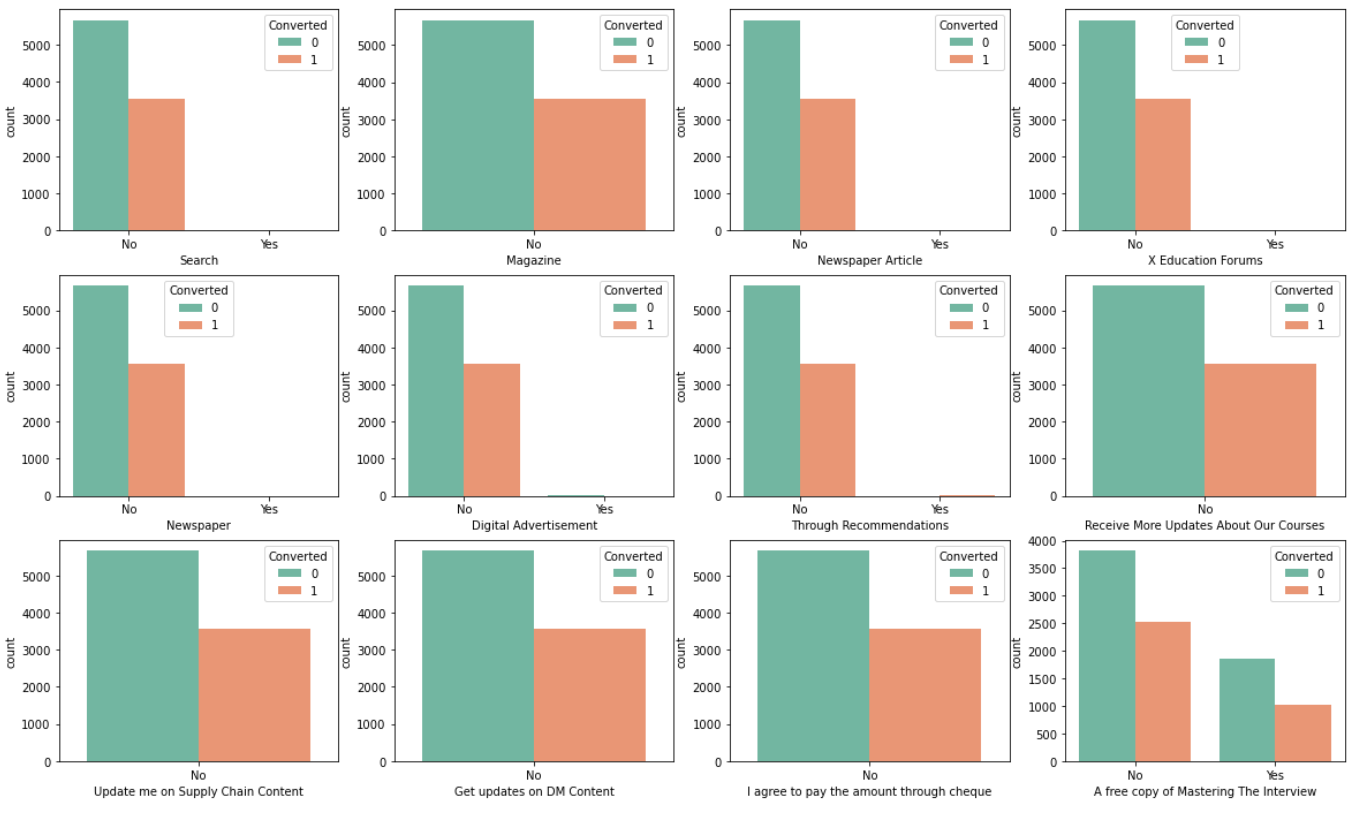 Converted
0
1
5000
4000
3000
2000
1000
0
count
No Yes
Search
Converted
0
1
5000
4000
3000
2000
1000
0
count
No
Magazine
Converted
0
1
5000
4000
3000
2000
1000
0
count
No Yes
Newspaper Article
Converted
0
1
5000
4000
3000
2000
1000
0
count
No Yes
X Education Forums
Converted
0
1
5000
4000
3000
2000
1000
0
count
No Yes
Newspaper
Converted
0
1
5000
4000
3000
2000
1000
0
count
No Yes
Digital Advertisement
Converted
0
1
5000
4000
3000
2000
1000
0
count
No Yes
Through Recommendations
Converted
0
1
5000
4000
3000
2000
1000
0
count
No
Receive More Updates About Our Courses
Converted
0
1
5000
4000
3000
2000
1000
0
count
No
Update me on Supply Chain Content
Converted
0
1
5000
4000
3000
2000
1000
0
count
No
Get updates on DM Content
Converted
0
1
5000
4000
3000
2000
1000
0
count
No
I agree to pay the amount through cheque
Converted
0
1
4000
3500
3000
2500
2000
1500
1000
500
0
count
No Yes
A free copy of Mastering The Interview